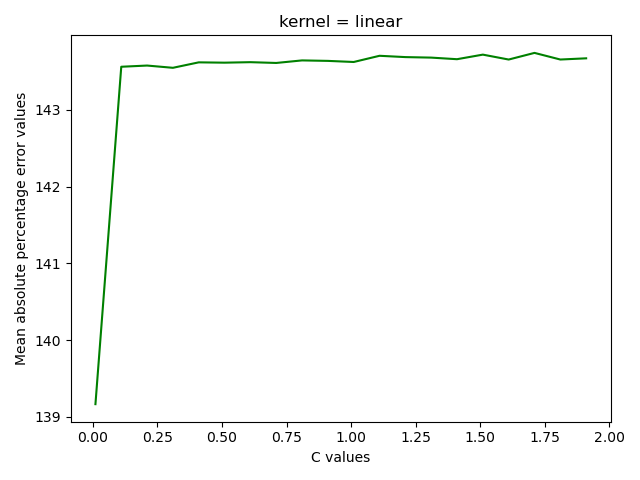 kernel = linear
Mean absolute percentage error values
143
142
141
140
139
0.00 0.25 0.50 0.75 1.00 1.25 1.50 1.75 2.00
C values